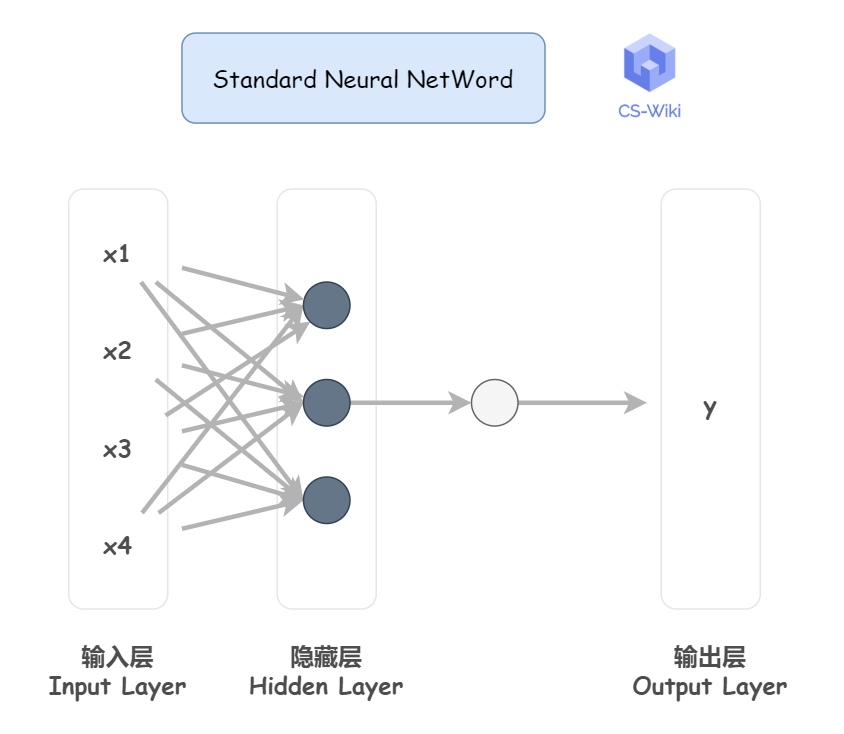 Standard Neural NetWord
CS-Wiki
x1
x2
x3
x4
y
输入层
Input Layer
隐藏层
Hidden Layer
输出层
Output Layer